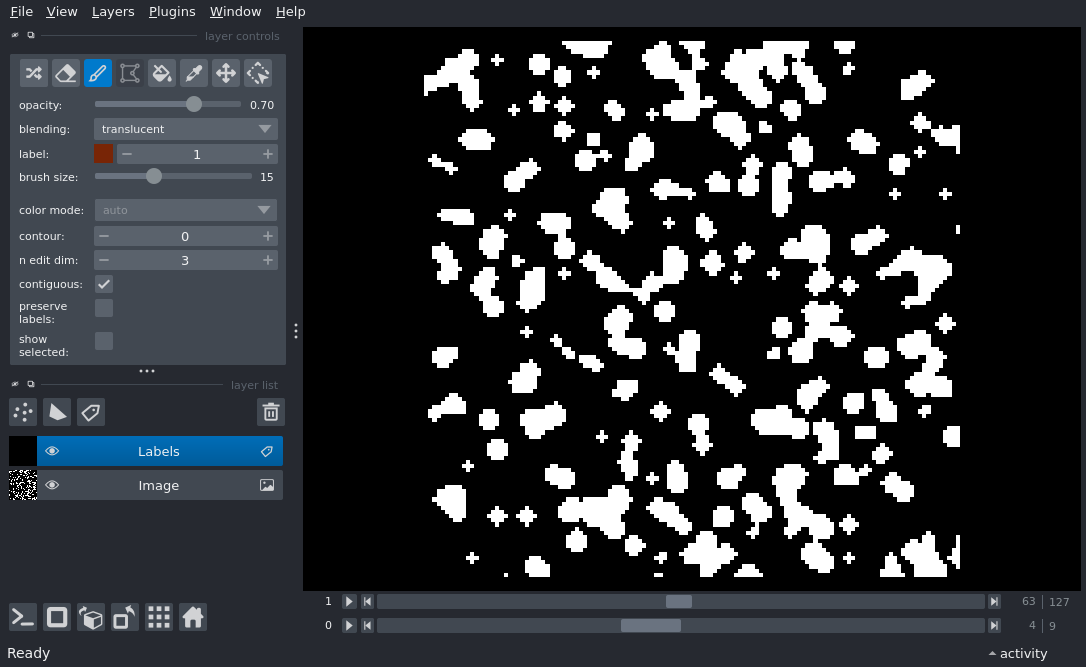 File View Layers Plugins Window Help
layer controls
opacity: 0.70
blending: translucent
label: 1
brush size: 15
color mode: auto
contour: 0
n edit dim: 3
contiguous:
preserve
labels:
show
selected:
layer list
Labels
Image
1 63 127
0 4 9
Ready activity